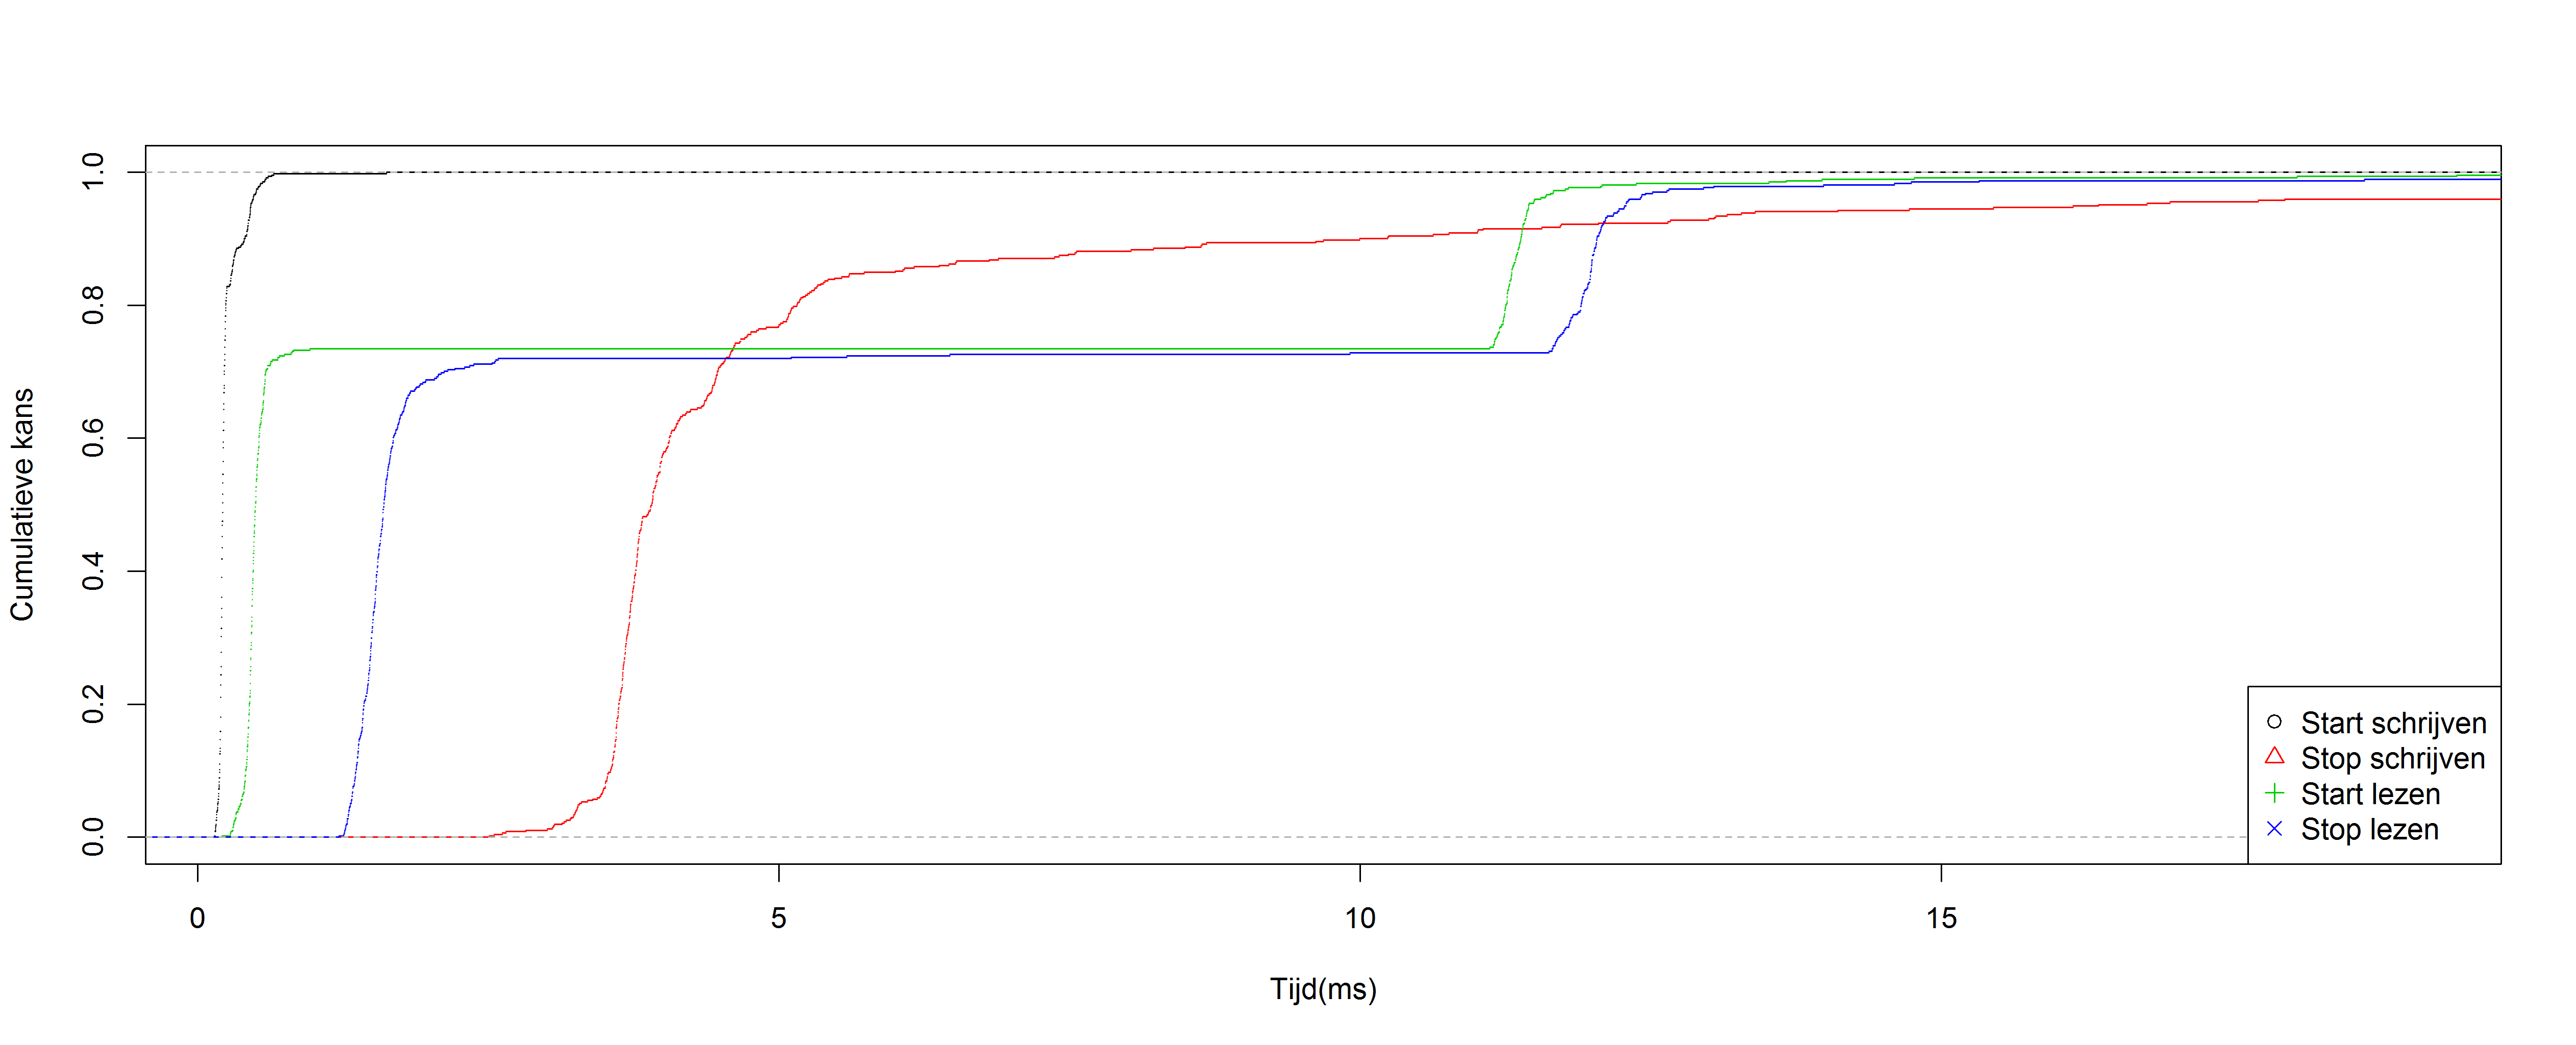 Cumulatieve kans
1.0
0.8
0.6
0.4
0.2
0.0
0 5 10 15
Tijd(ms)
Start schrijven
Stop schrijven
Start lezen
Stop lezen